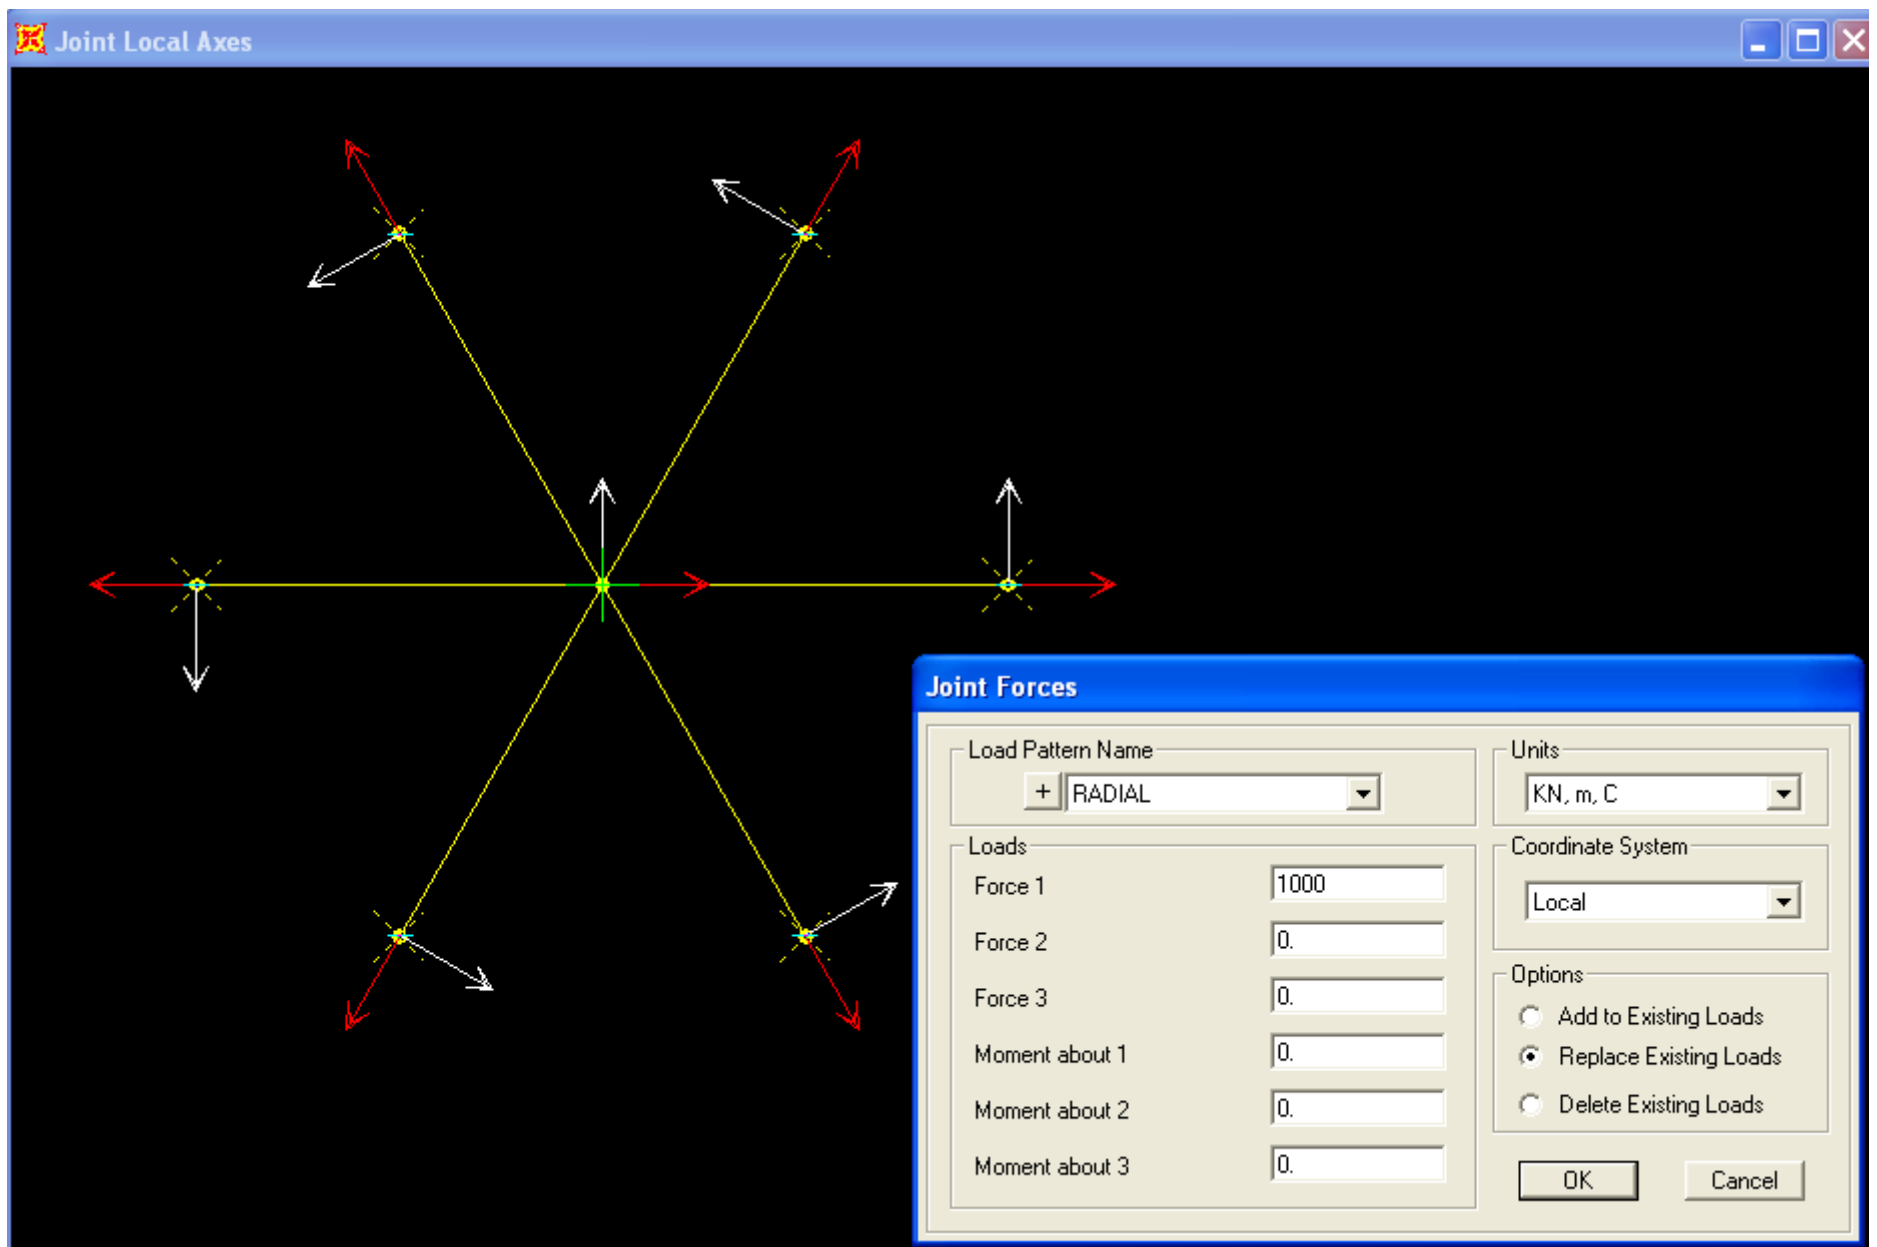 Joint Local Axes
Joint Forces
Load Pattern Name
+ RADIAL
Units
KN, m, C
Loads
Force 1 1000
Force 2 0.
Force 3 0.
Moment about 1 0.
Moment about 2 0.
Moment about 3 0.
Coordinate System
Local
Options
Add to Existing Loads
Replace Existing Loads
Delete Existing Loads
OK Cancel